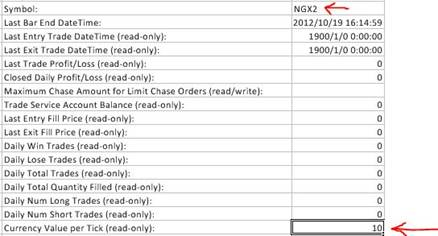 Symbol: NGX2
Last Bar End DateTime: 2012/10/19 16:14:59
Last Entry Trade DateTime (read-only): 1900/1/0 0:00:00
Last Exit Trade DateTime (read-only): 1900/1/0 0:00:00
Last Trade Profit/Loss (read-only): 0
Closed Daily Profit/Loss (read-only): 0
Maximum Chase Amount for Limit Chase Orders (read/write):
Trade Service Account Balance (read-only): 0
Last Entry Fill Price (read-only): 0
Last Exit Fill Price (read-only): 0
Daily Win Trades (read-only): 0
Daily Lose Trades (read-only): 0
Daily Total Trades (read-only): 0
Daily Total Quantity Filled (read-only): 0
Daily Num Long Trades (read-only): 0
Daily Num Short Trades (read-only): 0
Currency Value per Tick (read-only): 10